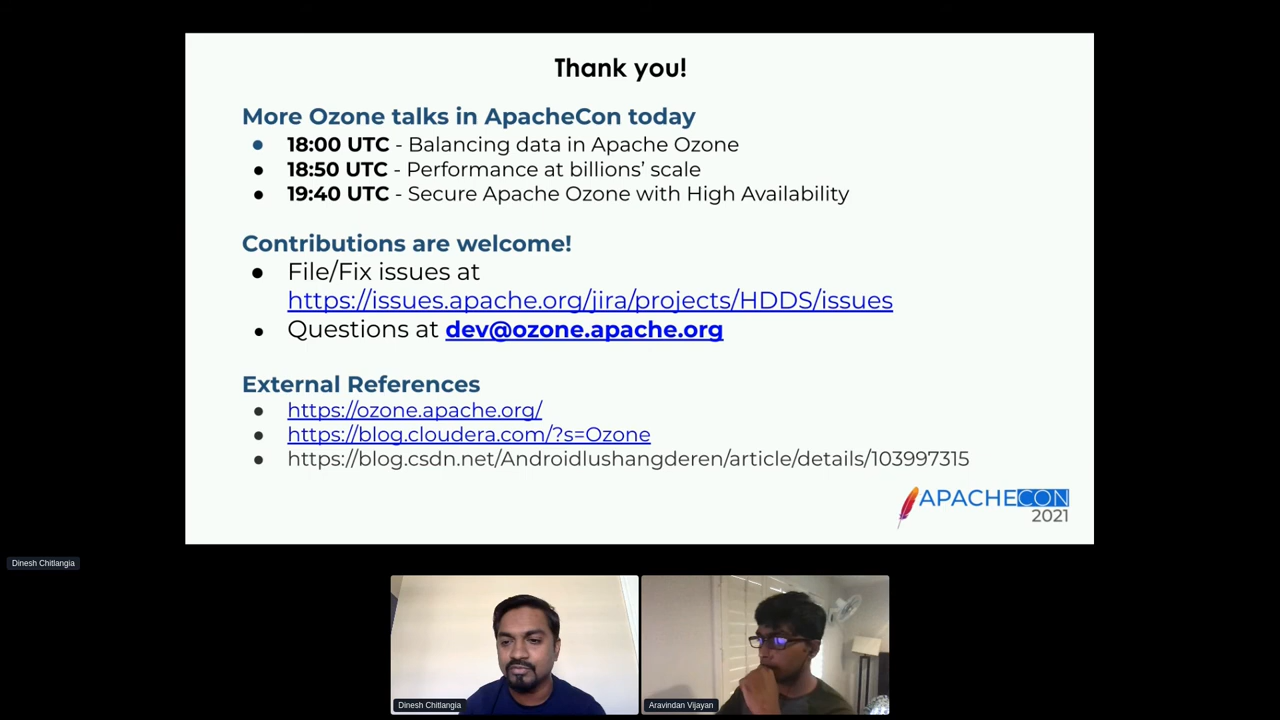 Thank you!
More Ozone talks in ApacheCon today
● 18:00 UTC - Balancing data in Apache Ozone
● 18:50 UTC - Performance at billions’ scale
● 19:40 UTC - Secure Apache Ozone with High Availability
Contributions are welcome!
● File/Fix issues at
https://issues.apache.org/jira/projects/HDDS/issues
● Questions at dev@ozone.apache.org
External References
● https://ozone.apache.org/
● https://blog.cloudera.com/?s=Ozone
● https://blog.csdn.net/Androidlushangderen/article/details/103997315
APACHECON
2021
Dinesh Chitlangia
Dinesh Chitlangia
Aravindan Vijayan